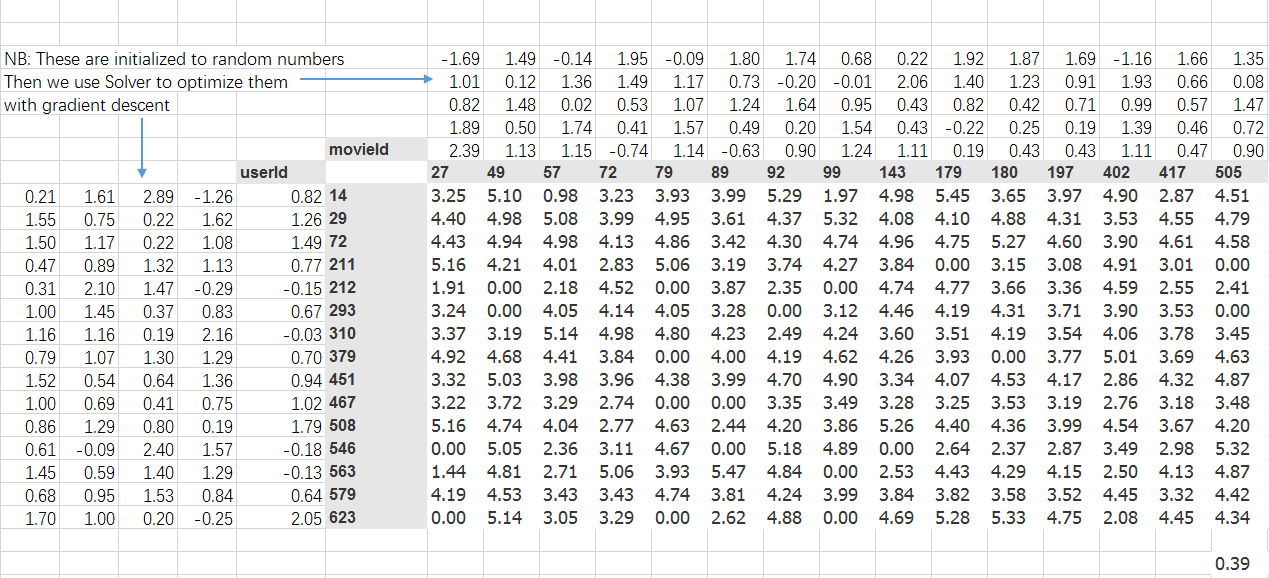 NB: These are initialized to random numbers -1.69 1.49 -0.14 1.95 -0.09 1.80 1.74 0.68 0.22 1.92 1.87 1.69 -1.16 1.66 1.35
Then we use Solver to optimize them 1.01 0.12 1.36 1.49 1.17 0.73 -0.20 -0.01 2.06 1.40 1.23 0.91 1.93 0.66 0.08
with gradient descent 0.82 1.48 0.02 0.53 1.07 1.24 1.64 0.95 0.43 0.82 0.42 0.71 0.99 0.57 1.47
1.89 0.50 1.74 0.41 1.57 0.49 0.20 1.54 0.43 -0.22 0.25 0.19 1.39 0.46 0.72
movieId 2.39 1.13 1.15 -0.74 1.14 -0.63 0.90 1.24 1.11 0.19 0.43 0.43 1.11 0.47 0.90
userId 27 49 57 72 79 89 92 99 143 179 180 197 402 417 505
0.21 1.61 2.89 -1.26 0.82 14 3.25 5.10 0.98 3.23 3.93 3.99 5.29 1.97 4.98 5.45 3.65 3.97 4.90 2.87 4.51
1.55 0.75 0.22 1.62 1.26 29 4.40 4.98 5.08 3.99 4.95 3.61 4.37 5.32 4.08 4.10 4.88 4.31 3.53 4.55 4.79
1.50 1.17 0.22 1.08 1.49 72 4.43 4.94 4.98 4.13 4.86 3.42 4.30 4.74 4.96 4.75 5.27 4.60 3.90 4.61 4.58
0.47 0.89 1.32 1.13 0.77 211 5.16 4.21 4.01 2.83 5.06 3.19 3.74 4.27 3.84 0.00 3.15 3.08 4.91 3.01 0.00
0.31 2.10 1.47 -0.29 -0.15 212 1.91 0.00 2.18 4.52 0.00 3.87 2.35 0.00 4.74 4.77 3.66 3.36 4.59 2.55 2.41
1.00 1.45 0.37 0.83 0.67 293 3.24 0.00 4.05 4.14 4.05 3.28 0.00 3.12 4.46 4.19 4.31 3.71 3.90 3.53 0.00
1.16 1.16 0.19 2.16 -0.03 310 3.37 3.19 5.14 4.98 4.80 4.23 2.49 4.24 3.60 3.51 4.19 3.54 4.06 3.78 3.45
0.79 1.07 1.30 1.29 0.70 379 4.92 4.68 4.41 3.84 0.00 4.00 4.19 4.62 4.26 3.93 0.00 3.77 5.01 3.69 4.63
1.52 0.54 0.64 1.36 0.94 451 3.32 5.03 3.98 3.96 4.38 3.99 4.70 4.90 3.34 4.07 4.53 4.17 2.86 4.32 4.87
1.00 0.69 0.41 0.75 1.02 467 3.22 3.72 3.29 2.74 0.00 0.00 3.35 3.49 3.28 3.25 3.53 3.19 2.76 3.18 3.48
0.86 1.29 0.80 0.19 1.79 508 5.16 4.74 4.04 2.77 4.63 2.44 4.20 3.86 5.26 4.40 4.36 3.99 4.54 3.67 4.20
0.61 -0.09 2.40 1.57 -0.18 546 0.00 5.05 2.36 3.11 4.67 0.00 5.18 4.89 0.00 2.64 2.37 2.87 3.49 2.98 5.32
1.45 0.59 1.40 1.29 -0.13 563 1.44 4.81 2.71 5.06 3.93 5.47 4.84 0.00 2.53 4.43 4.29 4.15 2.50 4.13 4.87
0.68 0.95 1.53 0.84 0.64 579 4.19 4.53 3.43 3.43 4.74 3.81 4.24 3.99 3.84 3.82 3.58 3.52 4.45 3.32 4.42
1.70 1.00 0.20 -0.25 2.05 623 0.00 5.14 3.05 3.29 0.00 2.62 4.88 0.00 4.69 5.28 5.33 4.75 2.08 4.45 4.34
0.39